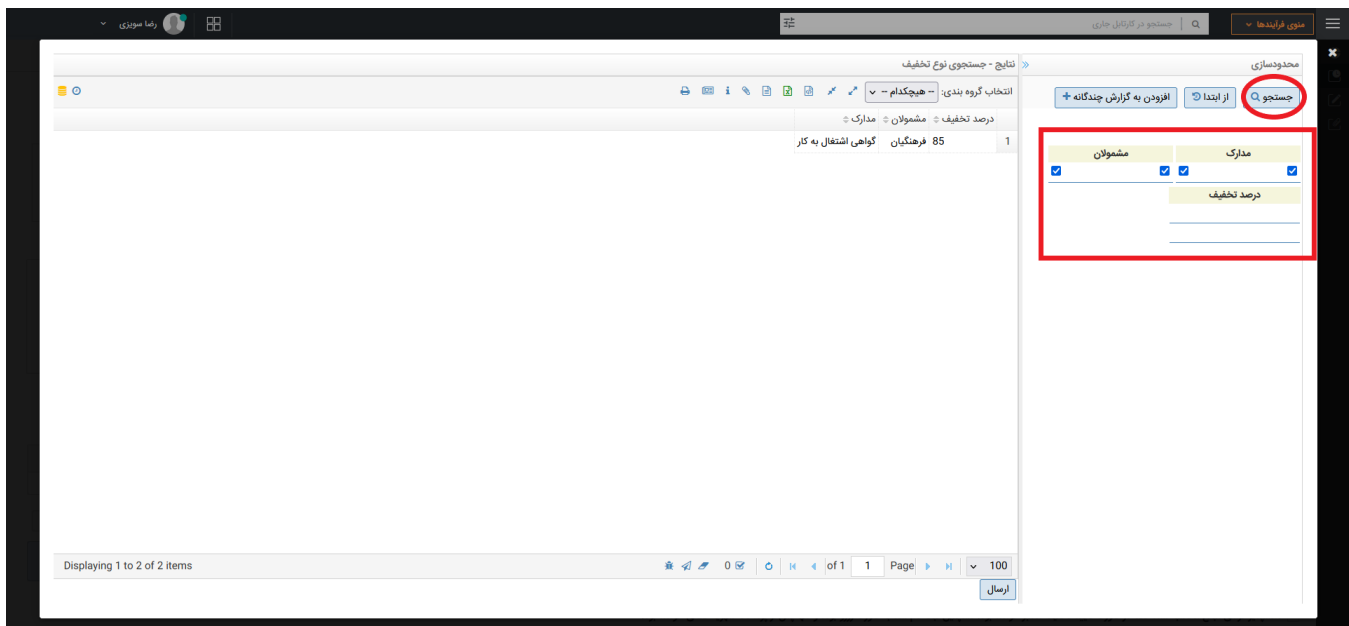 منوی فرآیندها
جستجو در کارتابل جاری
رضا سویزی
محدودسازی
نتایج - جستجوی نوع تخفیف
جستجو
از ابتدا
افزودن به گزارش چندگانه
انتخاب گروه بندی: -- هیچکدام --
درصد تخفیف مشمولان مدارک
1 85 فرهنگیان گواهی اشتغال به کار
مدارک مشمولان
درصد تخفیف
100 Page 1 of 1 0
Displaying 1 to 2 of 2 items
ارسال